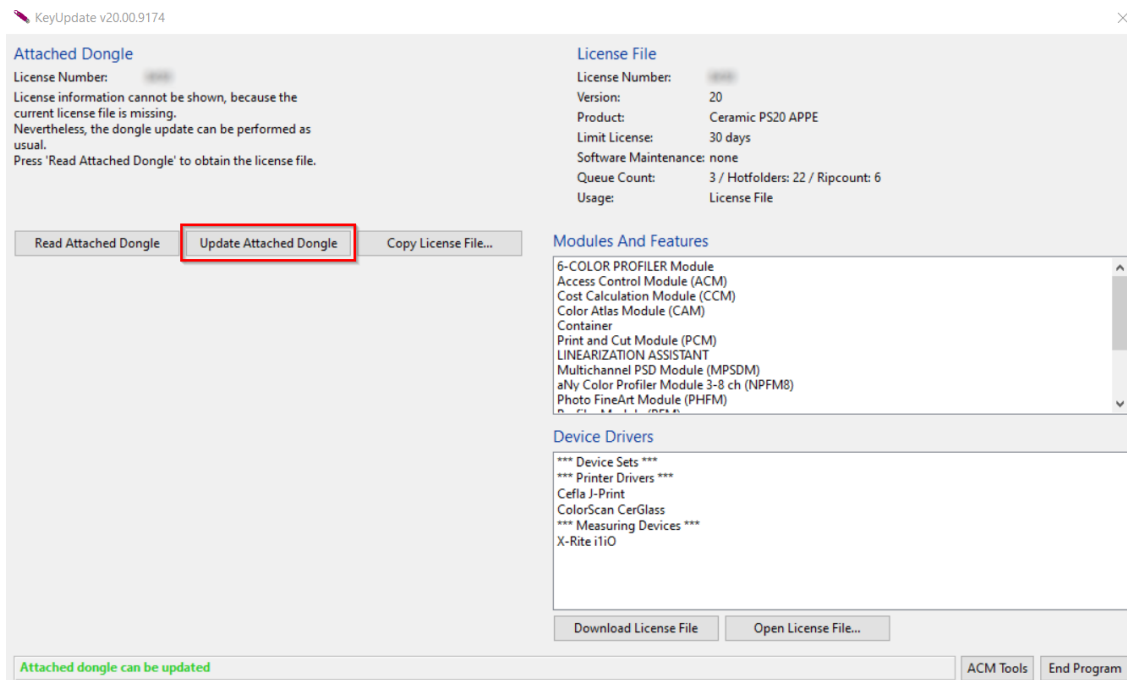 KeyUpdate v20.00.9174
Attached Dongle
License Number:
License information cannot be shown, because the
current license file is missing.
Nevertheless, the dongle update can be performed as
usual.
Press 'Read Attached Dongle' to obtain the license file.
Read Attached Dongle
Update Attached Dongle
Copy License File...
License File
License Number:
Version: 20
Product: Ceramic PS20 APPE
Limit License: 30 days
Software Maintenance: none
Queue Count: 3 / Hotfolders: 22 / Ripcount: 6
Usage: License File
Modules And Features
6-COLOR PROFILER Module
Access Control Module (ACM)
Cost Calculation Module (CCM)
Color Atlas Module (CAM)
Container
Print and Cut Module (PCM)
LINEARIZATION ASSISTANT
Multichannel PSD Module (MPSDM)
aNy Color Profiler Module 3-8 ch (NPFM8)
Photo FineArt Module (PHFM)
Device Drivers
*** Device Sets ***
*** Printer Drivers ***
Cefla J-Print
ColorScan CerGlass
*** Measuring Devices ***
X-Rite i1iO
Download License File
Open License File...
Attached dongle can be updated
ACM Tools
End Program